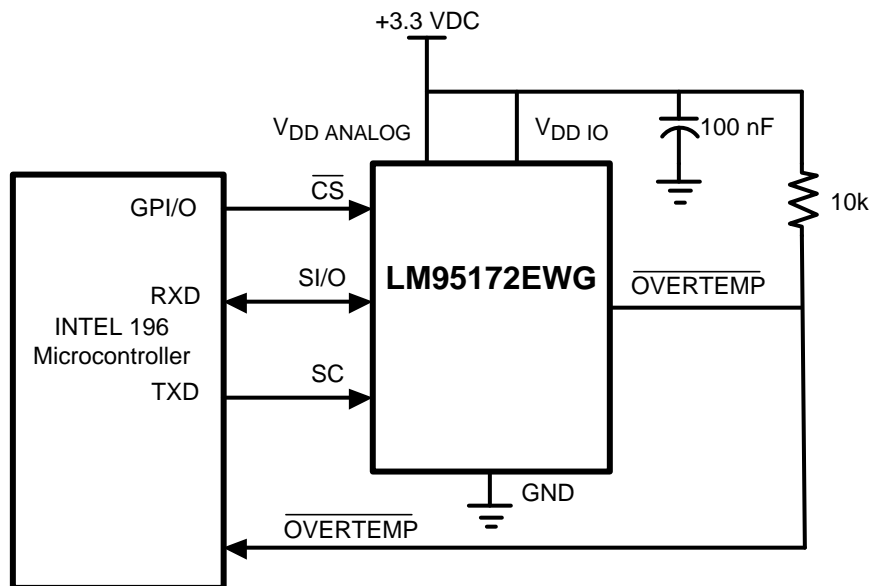 +3.3 VDC
VDD ANALOG
VDD IO
100 nF
10k
GPI/O
CS
RXD
SI/O
LM95172EWG
OVERTEMP
INTEL 196
Microcontroller
TXD
SC
GND
OVERTEMP